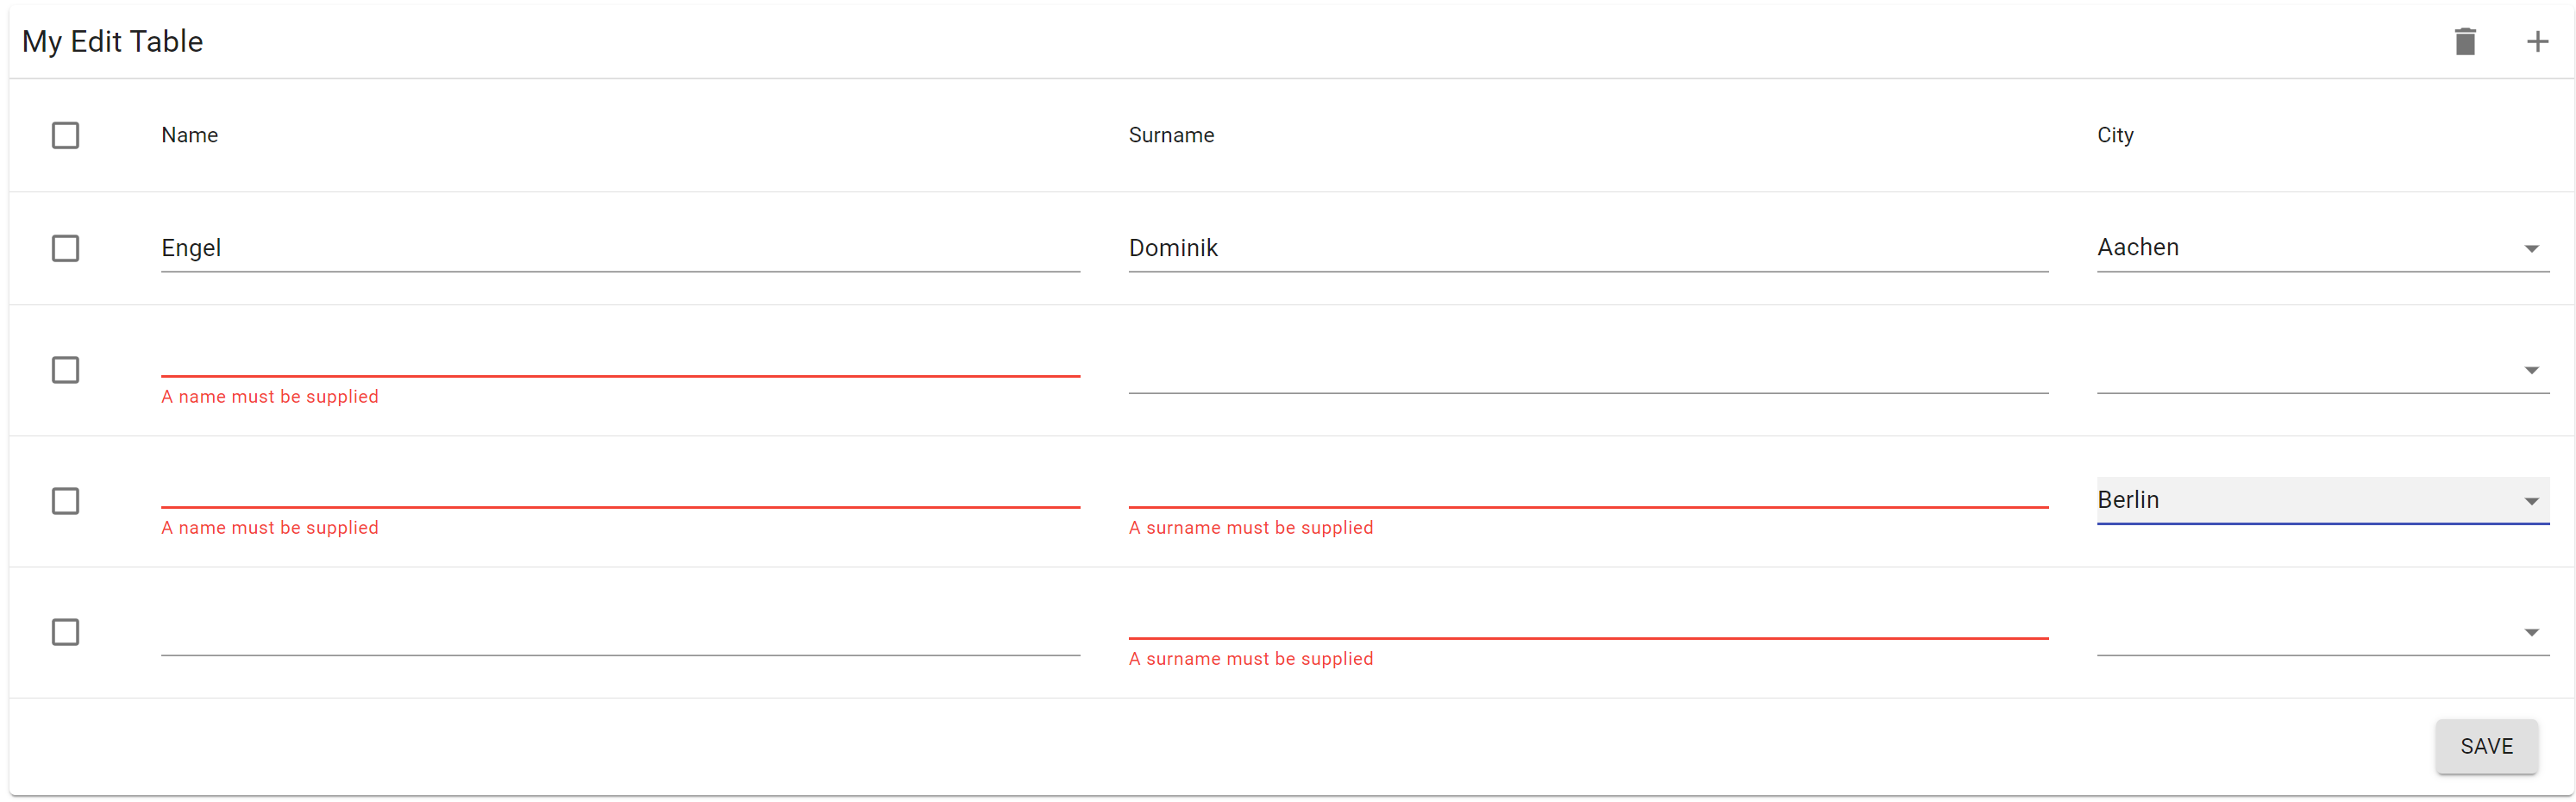 My Edit Table
Name Surname City
Engel Dominik Aachen
A name must be supplied
Berlin
A name must be supplied A surname must be supplied
A surname must be supplied
SAVE